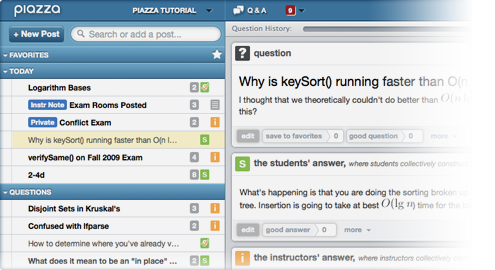 piazza
PIAZZA TUTORIAL
Q & A
9
+ New Post
Search or add a post...
Question History:
FAVORITES
TODAY
Logarithm Bases 2
Instr Note Exam Rooms Posted 3
Private Conflict Exam 2 i
Why is keySort() running faster than O(n l… S
verifySame() on Fall 2009 Exam 4 i
2-4d 8 S
QUESTIONS
Disjoint Sets in Kruskal's 3 i
Confused with Ifparse 2 i
How to determine where you've already v…
What does it mean to be an "in place" … 2 S
? question
Why is keySort() running faster than O(n
I thought that we theoretically couldn't do better than O(n
this?
edit save to favorites 0 good question 0 more
S the students' answer, where students collectively construct
What's happening is that you are doing the sorting broken up
tree. Insertion is going to take at best O(lg n) time for the
edit good answer 0 more
i the instructors' answer, where instructors collectively